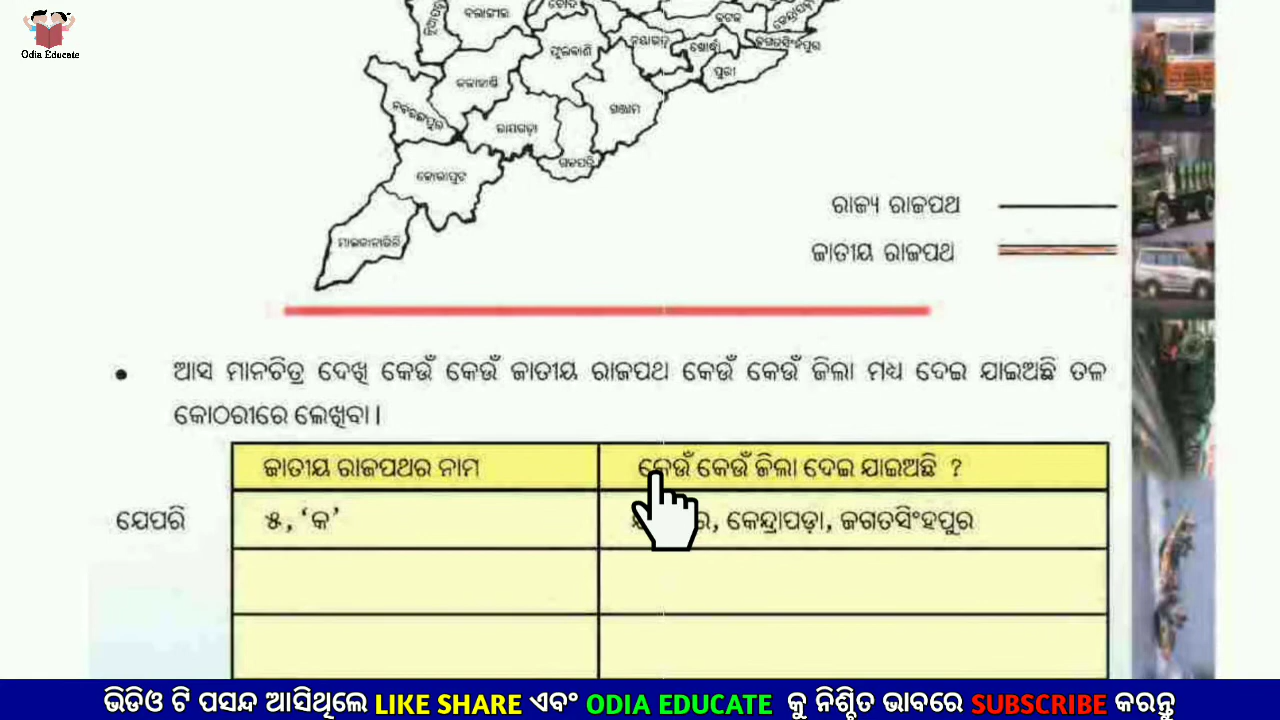 Odia Educate
ବଲାଙ୍ଗୀର
କଟକ
ନୟାଗଡ଼
ଖୋର୍ଦ୍ଧା
ଜଗତସିଂହପୁର
ଫୁଲବାଣି
ପୁରୀ
କଳାହାଣ୍ଡି
ଗଞ୍ଜାମ
ନବରଙ୍ଗପୁର
ରାୟଗଡ଼ା
ଗଜପତି
କୋରାପୁଟ
ମାଲକାନଗିରି
ରାଜ୍ୟ ରାଜପଥ
ଜାତୀୟ ରାଜପଥ
• ଆସ ମାନଚିତ୍ର ଦେଖି କେଉଁ କେଉଁ ଜାତୀୟ ରାଜପଥ କେଉଁ କେଉଁ ଜିଲା ମଧ୍ୟ ଦେଇ ଯାଇଅଛି ତଳ
କୋଠରୀରେ ଲେଖିବା।
ଜାତୀୟ ରାଜପଥର ନାମ କେଉଁ କେଉଁ ଜିଲା ଦେଇ ଯାଇଅଛି ?
ଯେପରି ୫, ‘କ’ କେନ୍ଦ୍ରାପଡ଼ା, ଜଗତସିଂହପୁର
ଭିଡିଓ ଟି ପସନ୍ଦ ଆସିଥିଲେ LIKE SHARE ଏବଂ ODIA EDUCATE କୁ ନିଶ୍ଚିତ ଭାବରେ SUBSCRIBE କରନ୍ତୁ